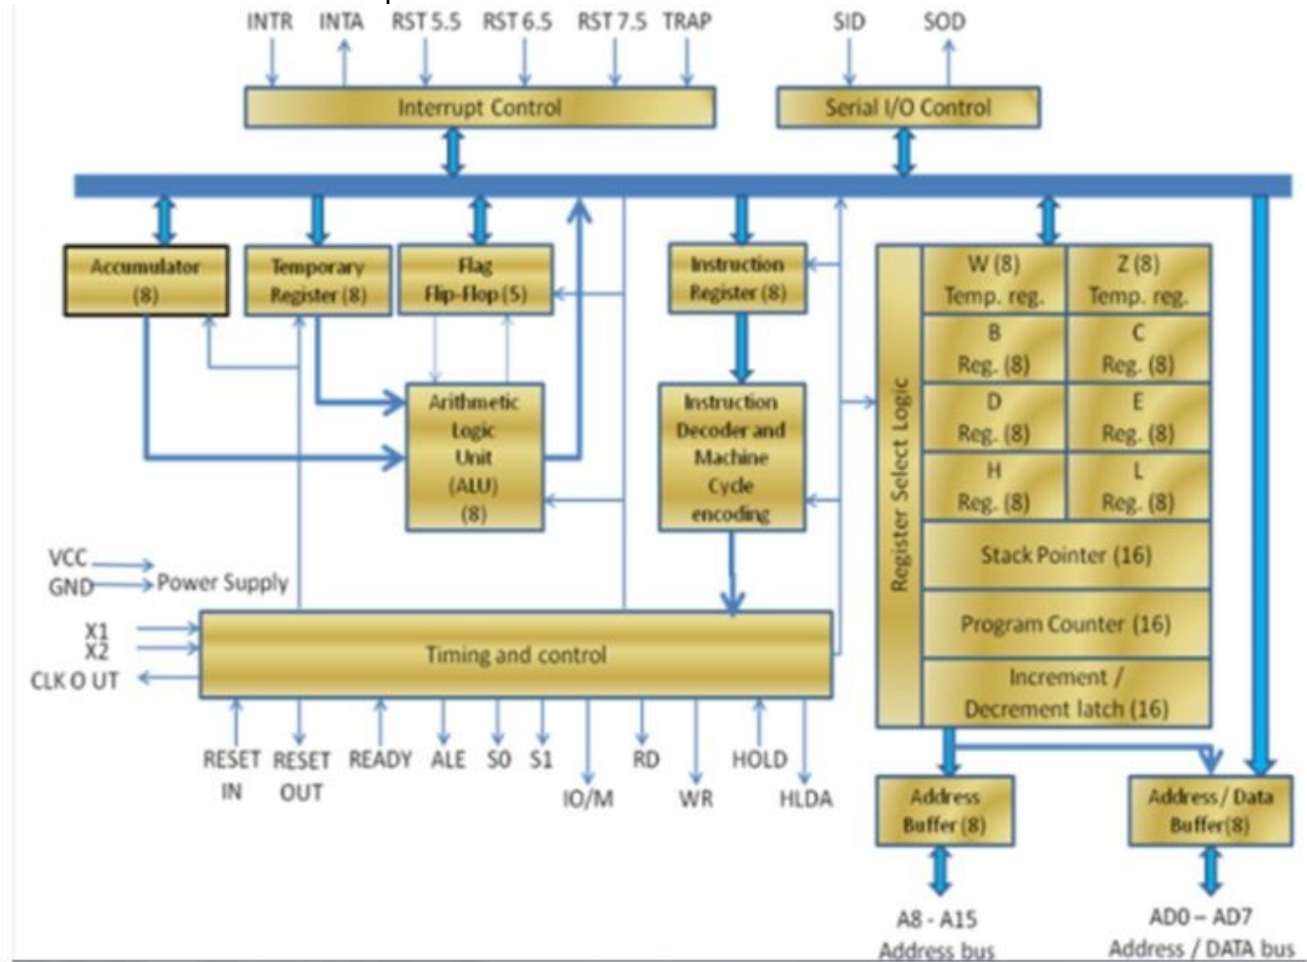 INTR INTA RST 5.5 RST 6.5 RST 7.5 TRAP SID SOD
Interrupt Control
Serial I/O Control
Accumulator
(8)
Temporary
Register (8)
Flag
Flip-Flop (5)
Instruction
Register (8)
Arithmetic
Logic
Unit
(ALU)
(8)
Instruction
Decoder and
Machine
Cycle
encoding
Register Select Logic
W (8)
Temp. reg.
Z (8)
Temp. reg.
B
Reg. (8)
C
Reg. (8)
D
Reg. (8)
E
Reg. (8)
H
Reg. (8)
L
Reg. (8)
Stack Pointer (16)
Program Counter (16)
Increment /
Decrement latch (16)
VCC
GND
Power Supply
X1
X2
CLK O UT
Timing and control
RESET
IN
RESET
OUT
READY
ALE
S0
S1
IO/M
RD
WR
HOLD
HLDA
Address
Buffer (8)
Address / Data
Buffer(8)
A8 - A15
Address bus
AD0 – AD7
Address / DATA bus